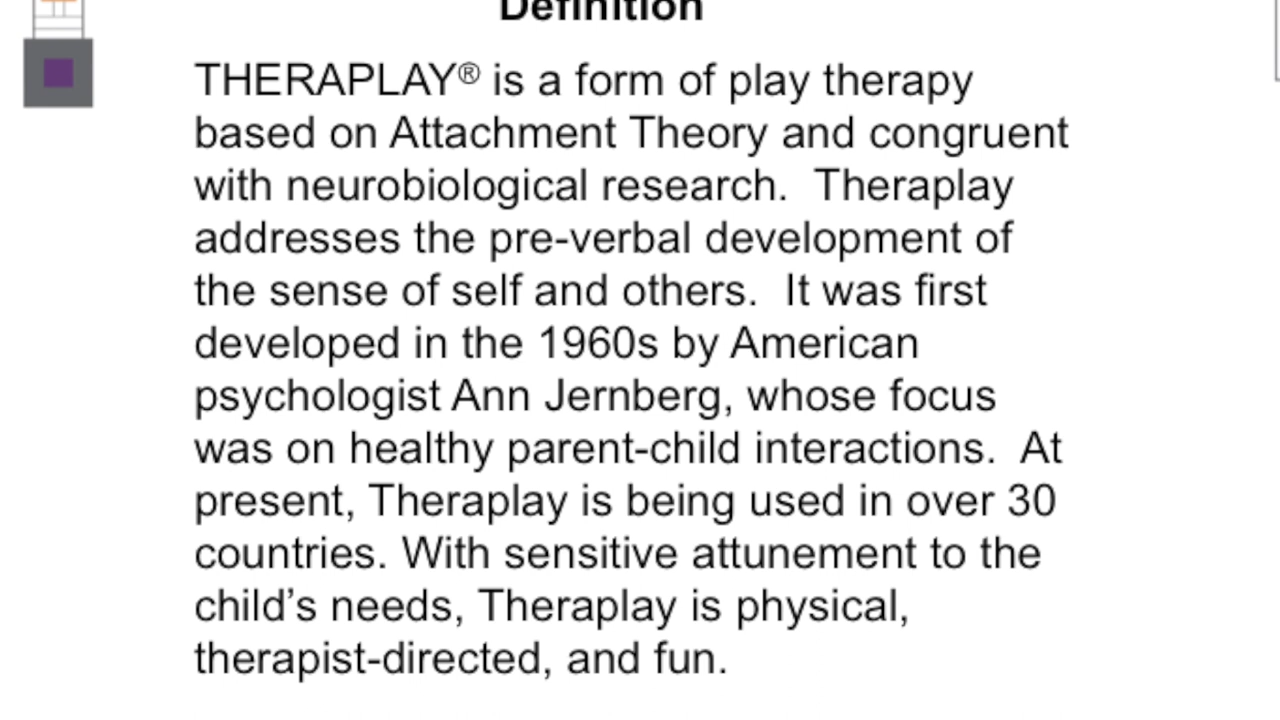 Definition
THERAPLAY® is a form of play therapy
based on Attachment Theory and congruent
with neurobiological research.  Theraplay
addresses the pre-verbal development of
the sense of self and others.  It was first
developed in the 1960s by American
psychologist Ann Jernberg, whose focus
was on healthy parent-child interactions.  At
present, Theraplay is being used in over 30
countries. With sensitive attunement to the
child’s needs, Theraplay is physical,
therapist-directed, and fun.